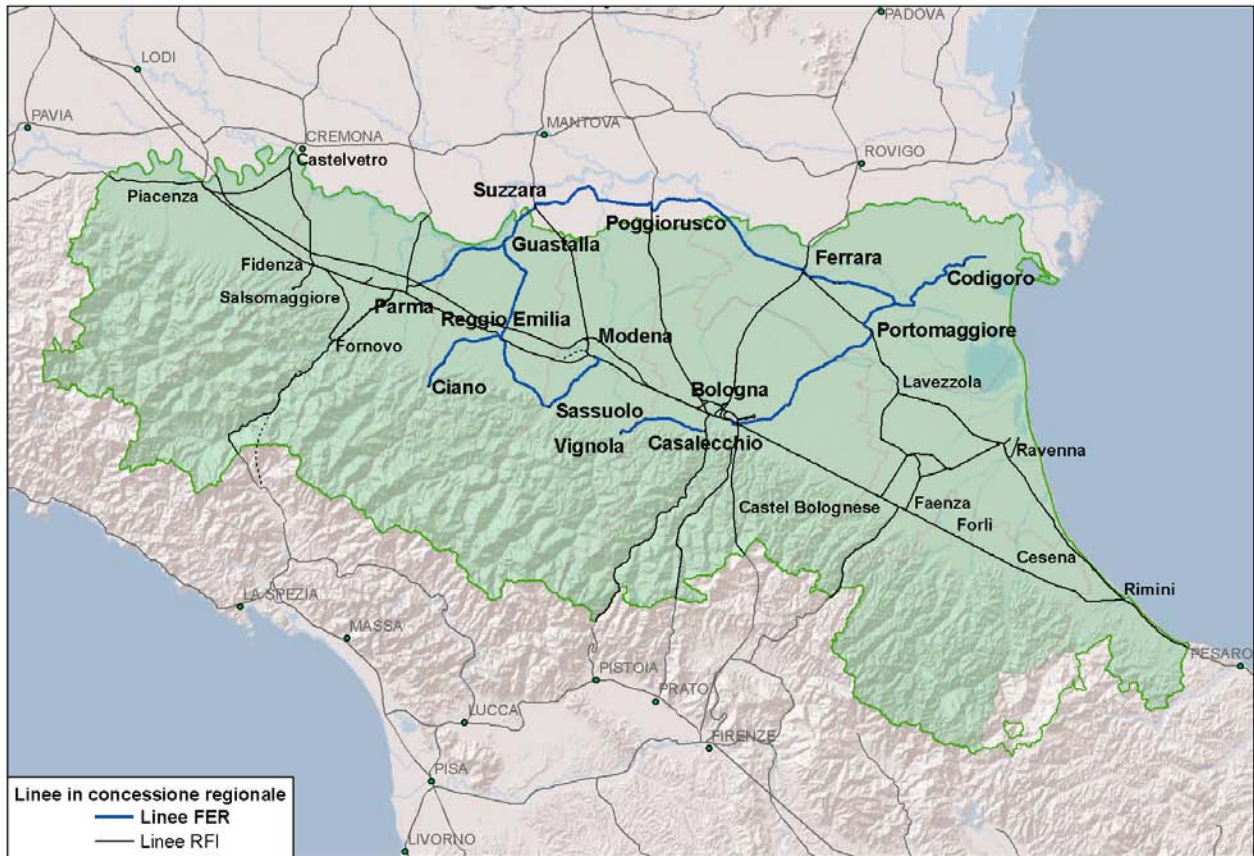 PADOVA
LODI
PAVIA
CREMONA
MANTOVA
ROVIGO
Castelvetro
Piacenza
Suzzara
Poggiorusco
Guastalla
Ferrara
Fidenza
Codigoro
Salsomaggiore
Parma
Reggio Emilia
Modena
Portomaggiore
Fornovo
Lavezzola
Ciano
Bologna
Sassuolo
Vignola
Casalecchio
Ravenna
Castel Bolognese
Faenza
Forlì
Cesena
Rimini
LA SPEZIA
MASSA
PESARO
PISTOIA
PRATO
LUCCA
FIRENZE
PISA
LIVORNO
Linee in concessione regionale
Linee FER
Linee RFI